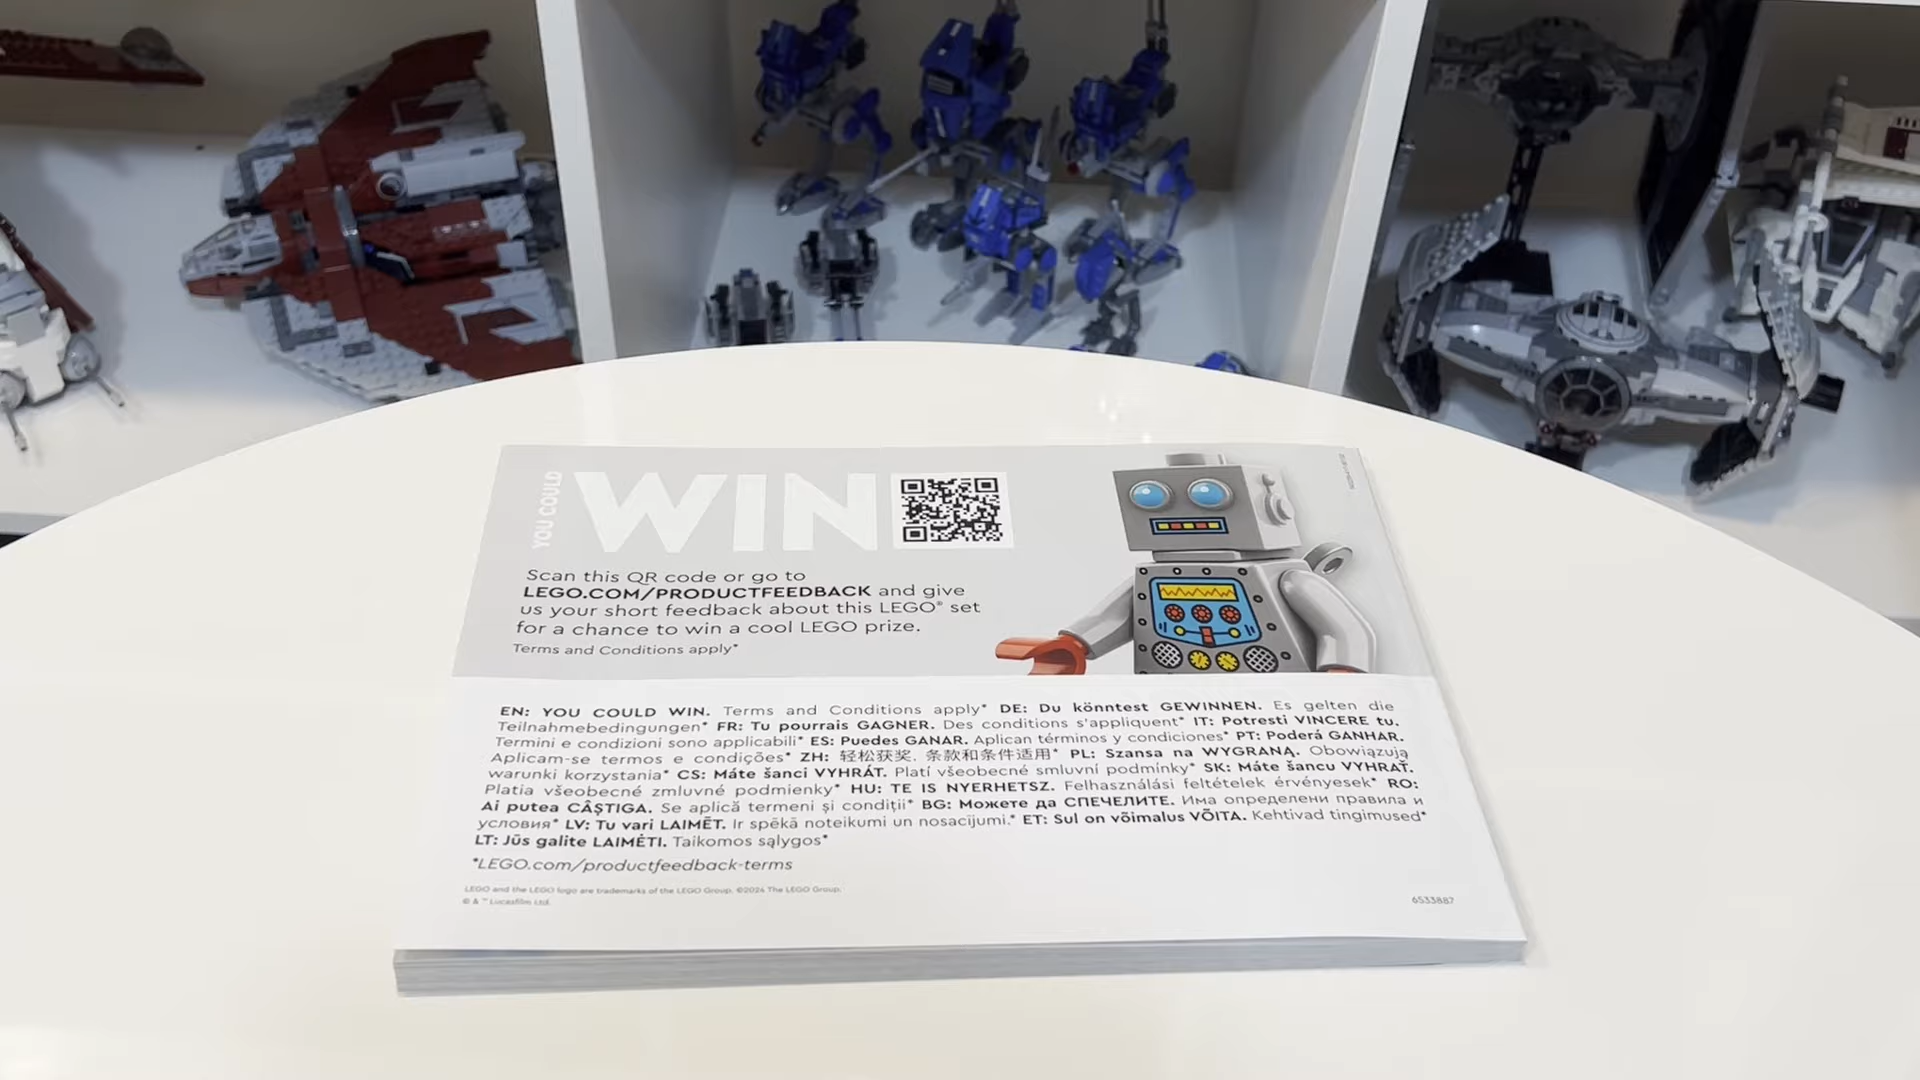 YOU COULD
WIN
Scan this QR code or go to
LEGO.COM/PRODUCTFEEDBACK and give
us your short feedback about this LEGO® set
for a chance to win a cool LEGO prize.
Terms and Conditions apply*
EN: YOU COULD WIN. Terms and Conditions apply* DE: Du könntest GEWINNEN. Es gelten die
Teilnahmebedingungen* FR: Tu pourrais GAGNER. Des conditions s'appliquent* IT: Potresti VINCERE tu.
Termini e condizioni sono applicabili* ES: Puedes GANAR. Aplican términos y condiciones* PT: Poderá GANHAR.
Aplicam-se termos e condições* ZH: 轻松获奖. 条款和条件适用* PL: Szansa na WYGRANĄ. Obowiązują
warunki korzystania* CS: Máte šanci VYHRÁT. Platí všeobecné smluvní podmínky* SK: Máte šancu VYHRAŤ.
Platia všeobecné zmluvné podmienky* HU: TE IS NYERHETSZ. Felhasználási feltételek érvényesek* RO:
Ai putea CÂȘTIGA. Se aplică termeni și condiții* BG: Можете да СПЕЧЕЛИТЕ. Има определени правила и
условия* LV: Tu vari LAIMĒT. Ir spēkā noteikumi un nosacījumi.* ET: Sul on võimalus VÕITA. Kehtivad tingimused*
LT: Jūs galite LAIMĖTI. Taikomos sąlygos*
*LEGO.com/productfeedback-terms
LEGO and the LEGO logo are trademarks of the LEGO Group. ©2024 The LEGO Group.
© & ™ Lucasfilm Ltd.
6533887